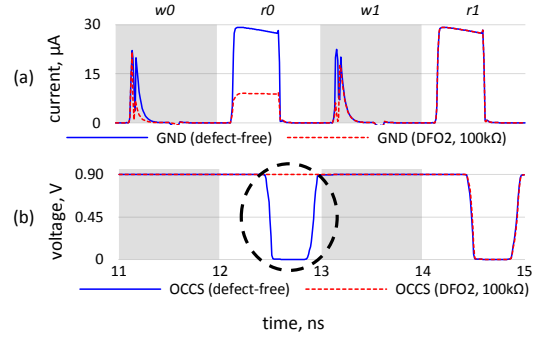 w0 r0 w1 r1
30
15
0
current, µA
(a)
GND (defect-free) GND (DFO2, 100kΩ)
0.90
0.45
0
voltage, V
(b)
11 12 13 14 15
OCCS (defect-free) OCCS (DFO2, 100kΩ)
time, ns